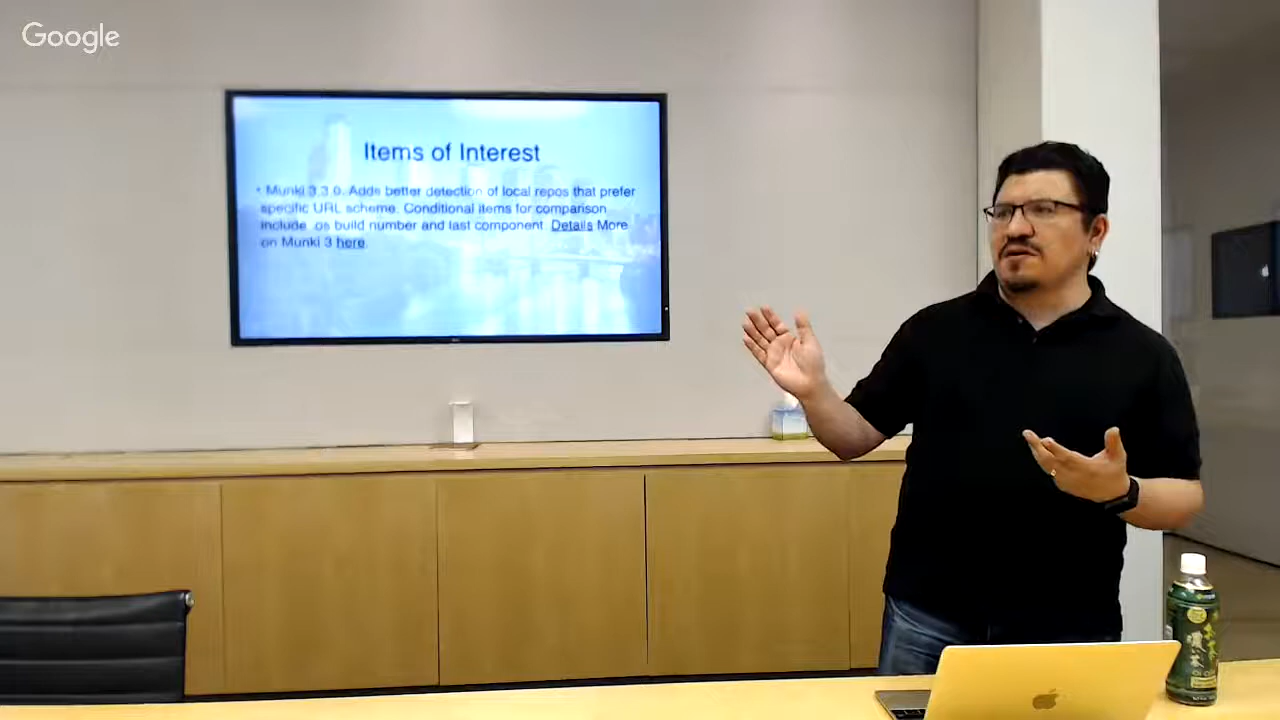 Google
Items of Interest
• Munki 3.3.0. Adds better detection of local repos that prefer
specific URL scheme. Conditional items for comparison
include .os build number and last component. Details More
on Munki 3 here.